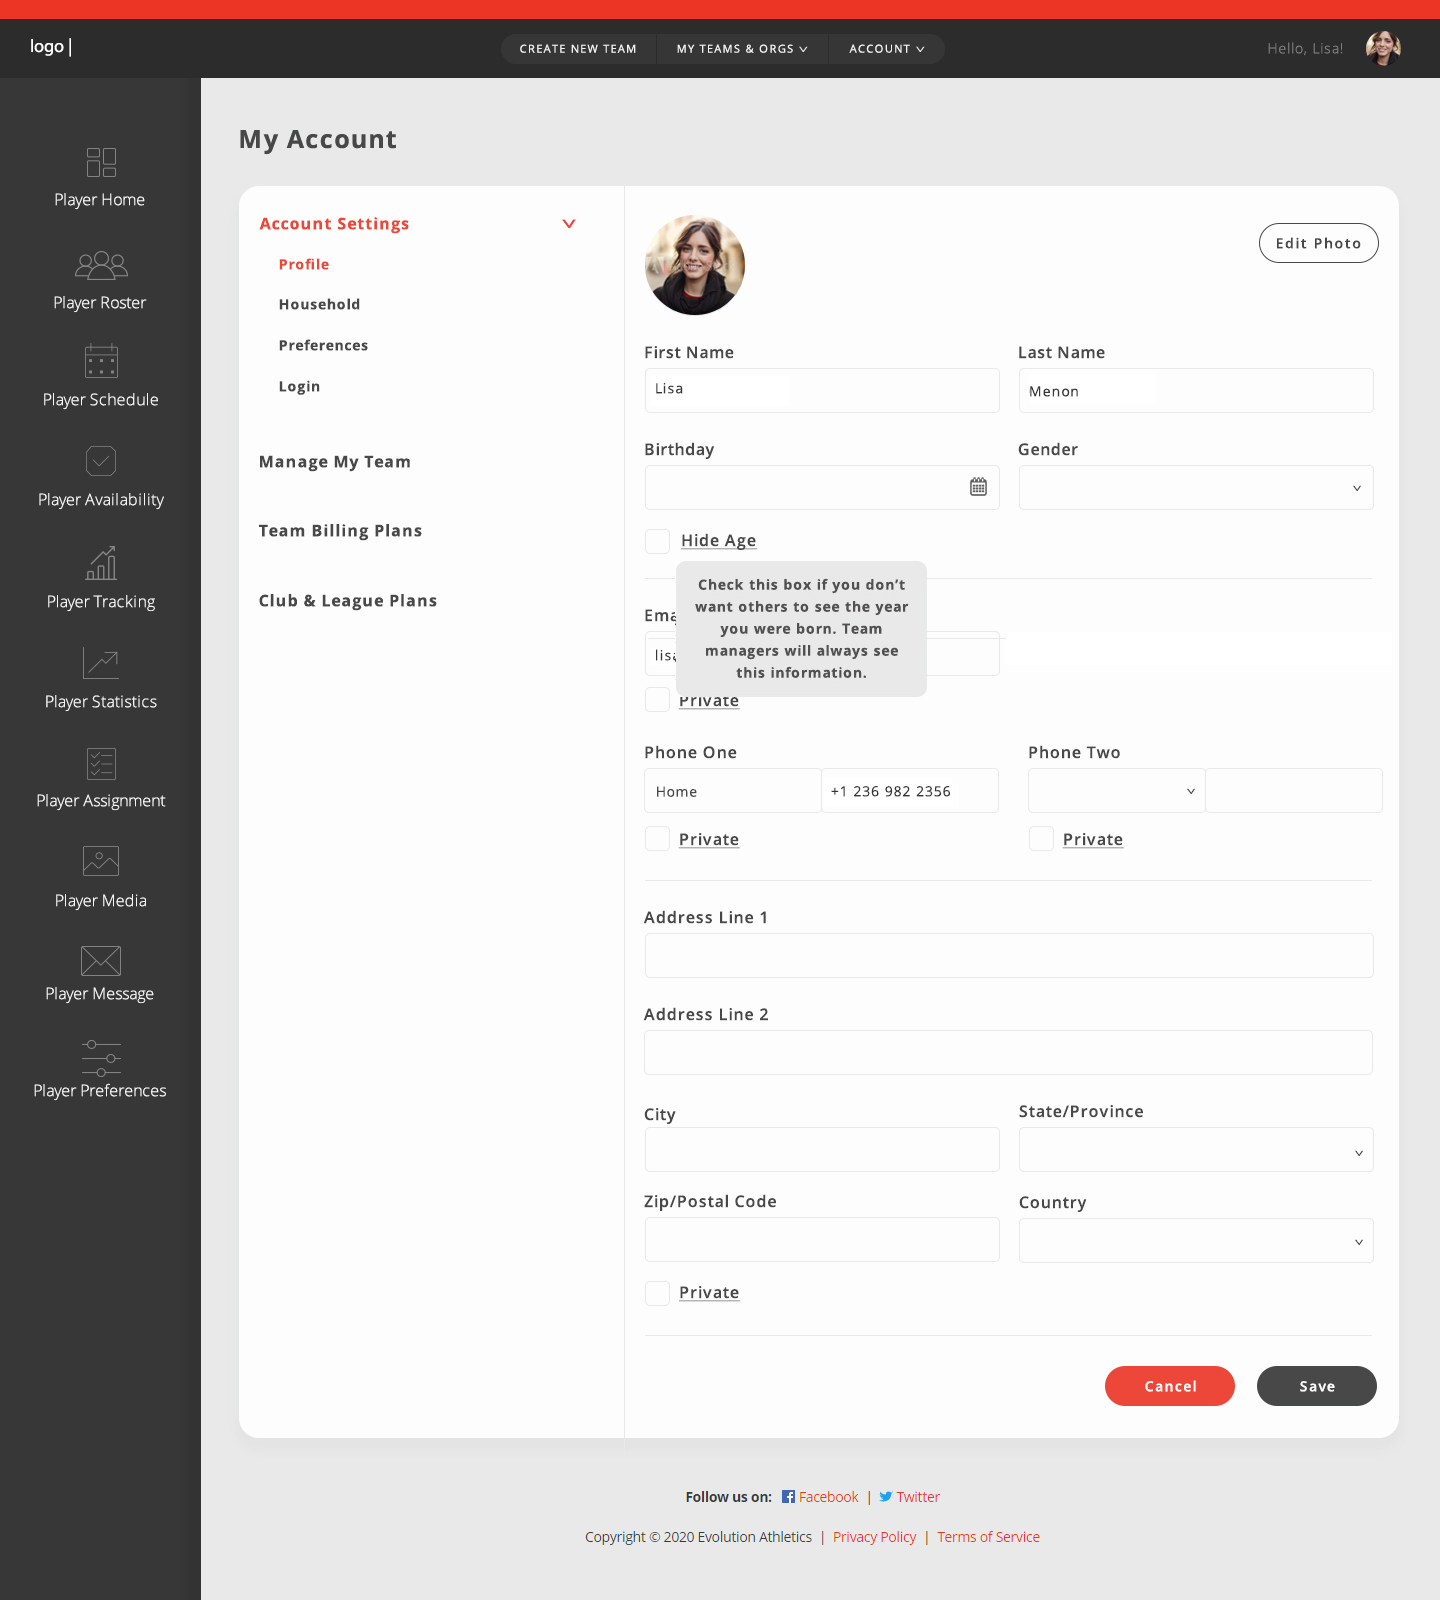 logo |
CREATE NEW TEAM
MY TEAMS & ORGS
ACCOUNT
Hello, Lisa!
Player Home
Player Roster
Player Schedule
Player Availability
Player Tracking
Player Statistics
Player Assignment
Player Media
Player Message
Player Preferences
My Account
Account Settings
Profile
Household
Preferences
Login
Manage My Team
Team Billing Plans
Club & League Plans
Edit Photo
First Name
Last Name
Lisa
Menon
Birthday
Gender
Hide Age
Check this box if you don’t
want others to see the year
you were born. Team
managers will always see
this information.
Private
Phone One
Phone Two
Home
+1 236 982 2356
Private
Private
Address Line 1
Address Line 2
City
State/Province
Zip/Postal Code
Country
Private
Cancel
Save
Follow us on: Facebook | Twitter
Copyright © 2020 Evolution Athletics | Privacy Policy | Terms of Service